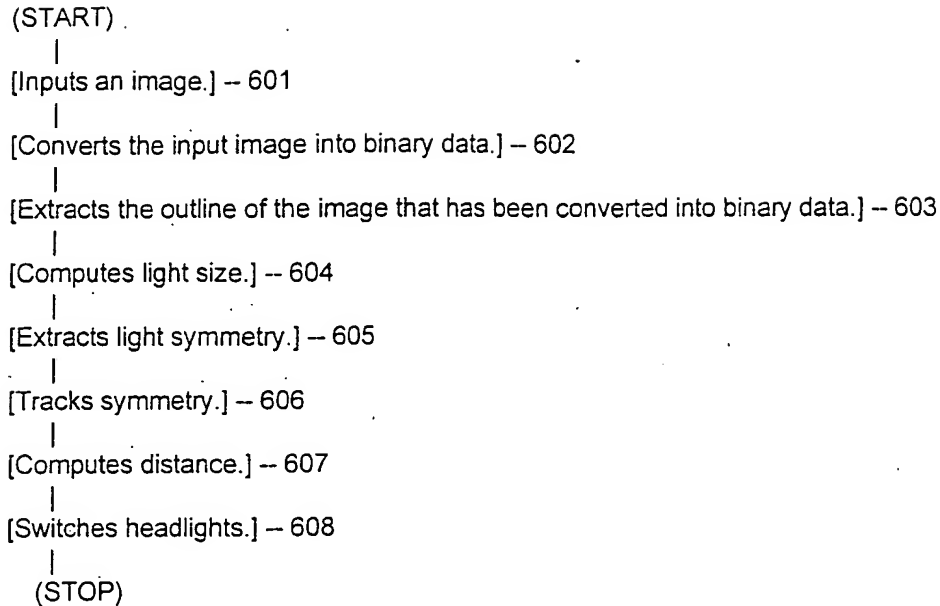 (START)
|
[Inputs an image.] -- 601
|
[Converts the input image into binary data.] -- 602
|
[Extracts the outline of the image that has been converted into binary data.] -- 603
|
[Computes light size.] -- 604
|
[Extracts light symmetry.] -- 605
|
[Tracks symmetry.] -- 606
|
[Computes distance.] -- 607
|
[Switches headlights.] -- 608
|
(STOP)